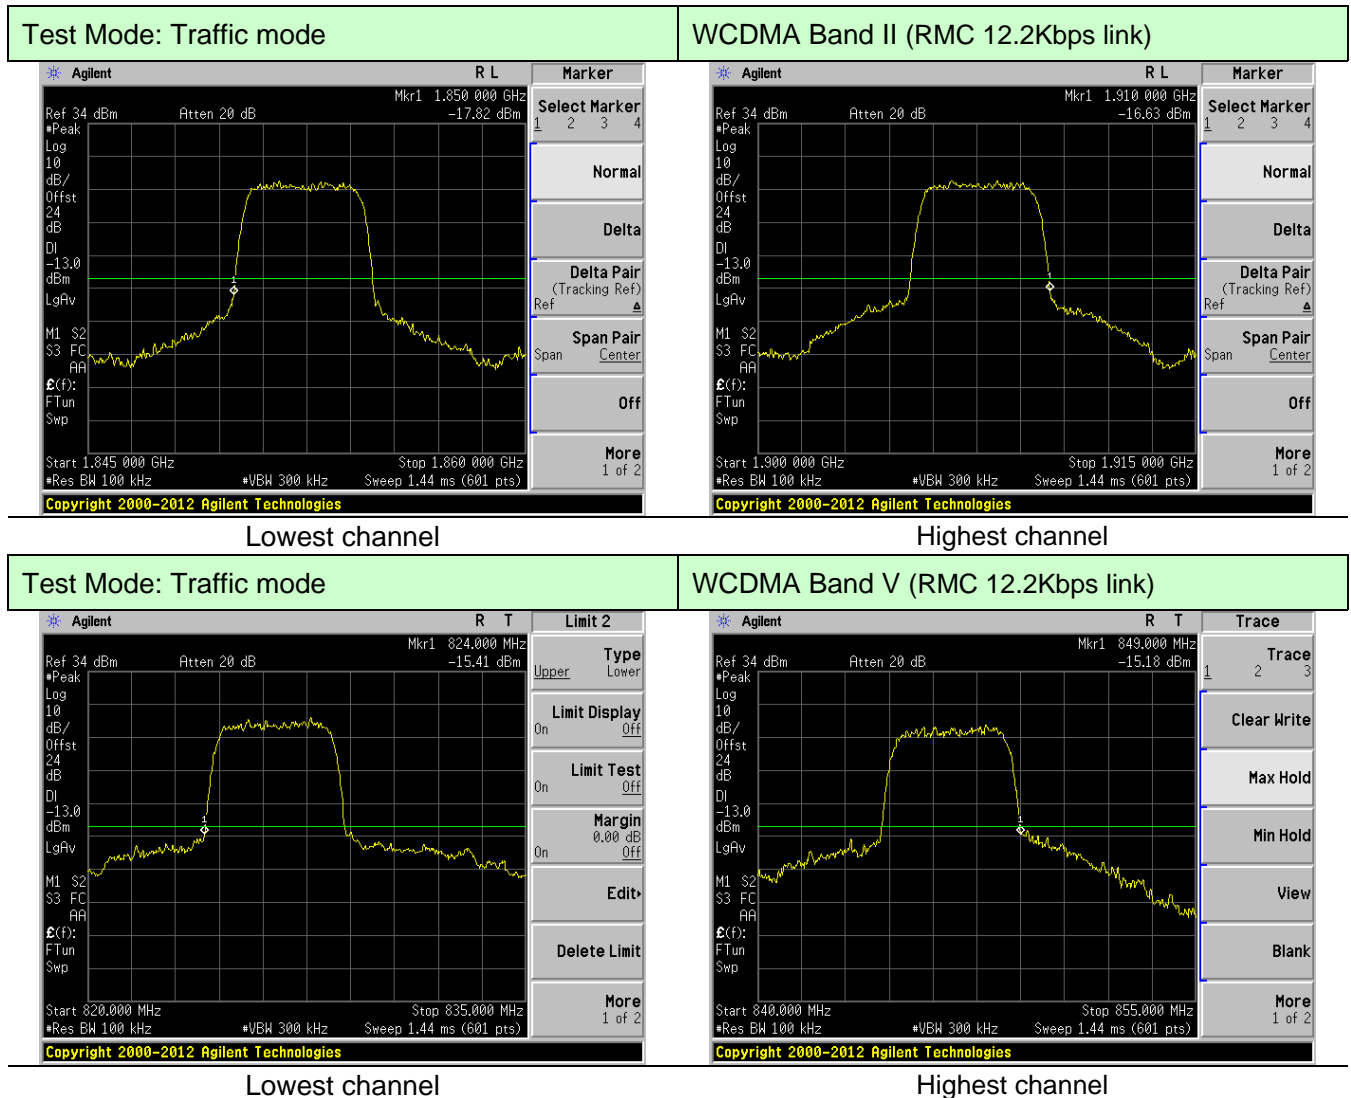 Test Mode: Traffic mode
WCDMA Band II (RMC 12.2Kbps link)
Agilent
R L
Marker
Mkr1 1.850 000 GHz
Ref 34 dBm
Atten 20 dB
-17.82 dBm
#Peak
Log
10
dB/
Offst
24
dB
DI
-13.0
dBm
LgAv
M1 S2
S3 FC
AA
£(f):
FTun
Swp
1
Start 1.845 000 GHz
Stop 1.860 000 GHz
#Res BW 100 kHz
#VBW 300 kHz
Sweep 1.44 ms (601 pts)
Select Marker
1 2 3 4
Normal
Delta
Delta Pair
(Tracking Ref)
Ref Δ
Span Pair
Span Center
Off
More
1 of 2
Copyright 2000-2012 Agilent Technologies
Agilent
R L
Marker
Mkr1 1.910 000 GHz
Ref 34 dBm
Atten 20 dB
-16.63 dBm
#Peak
Log
10
dB/
Offst
24
dB
DI
-13.0
dBm
LgAv
M1 S2
S3 FC
AA
£(f):
FTun
Swp
1
Start 1.900 000 GHz
Stop 1.915 000 GHz
#Res BW 100 kHz
#VBW 300 kHz
Sweep 1.44 ms (601 pts)
Select Marker
1 2 3 4
Normal
Delta
Delta Pair
(Tracking Ref)
Ref Δ
Span Pair
Span Center
Off
More
1 of 2
Copyright 2000-2012 Agilent Technologies
Lowest channel
Highest channel
Test Mode: Traffic mode
WCDMA Band V (RMC 12.2Kbps link)
Agilent
R T
Limit 2
Mkr1 824.000 MHz
Ref 34 dBm
Atten 20 dB
-15.41 dBm
#Peak
Log
10
dB/
Offst
24
dB
DI
-13.0
dBm
LgAv
M1 S2
S3 FC
AA
£(f):
FTun
Swp
1
Start 820.000 MHz
Stop 835.000 MHz
#Res BW 100 kHz
#VBW 300 kHz
Sweep 1.44 ms (601 pts)
Type
Upper Lower
Limit Display
On Off
Limit Test
On Off
Margin
0.00 dB
On Off
Edit▸
Delete Limit
More
1 of 2
Copyright 2000-2012 Agilent Technologies
Agilent
R T
Trace
Mkr1 849.000 MHz
Ref 34 dBm
Atten 20 dB
-15.18 dBm
#Peak
Log
10
dB/
Offst
24
dB
DI
-13.0
dBm
LgAv
M1 S2
S3 FC
AA
£(f):
FTun
Swp
1
Start 840.000 MHz
Stop 855.000 MHz
#Res BW 100 kHz
#VBW 300 kHz
Sweep 1.44 ms (601 pts)
Trace
1 2 3
Clear Write
Max Hold
Min Hold
View
Blank
More
1 of 2
Copyright 2000-2012 Agilent Technologies
Lowest channel
Highest channel